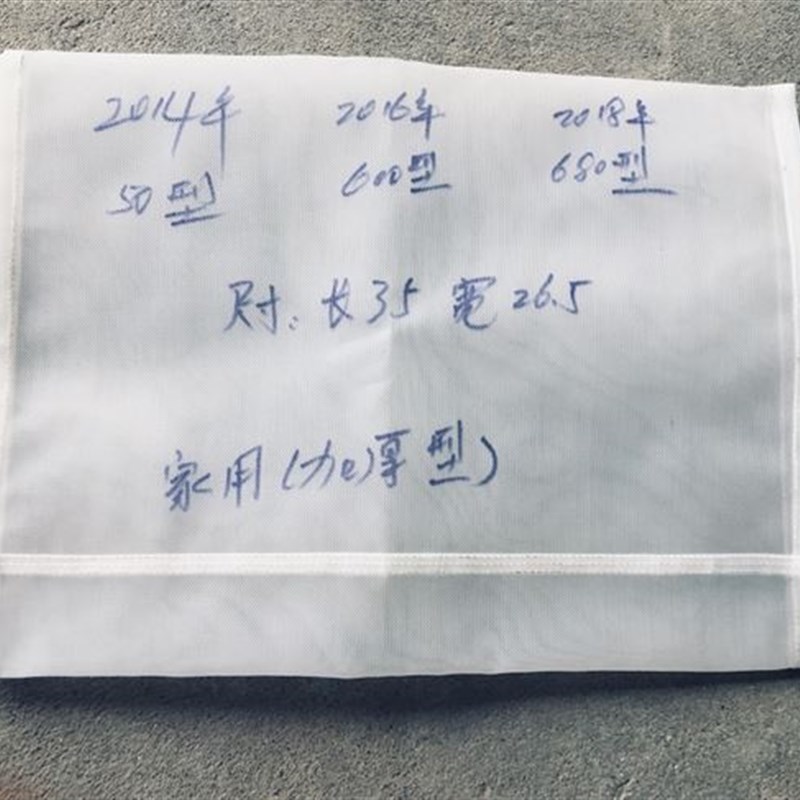 2014年 2016年 2018年
50型 600型 680型
尺寸:长35 宽26.5
家用(加厚型)